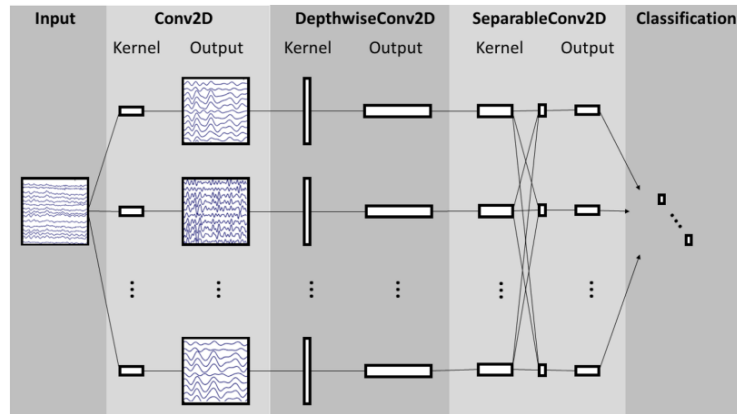 Input Conv2D DepthwiseConv2D SeparableConv2D Classification
Kernel Output Kernel Output Kernel Output